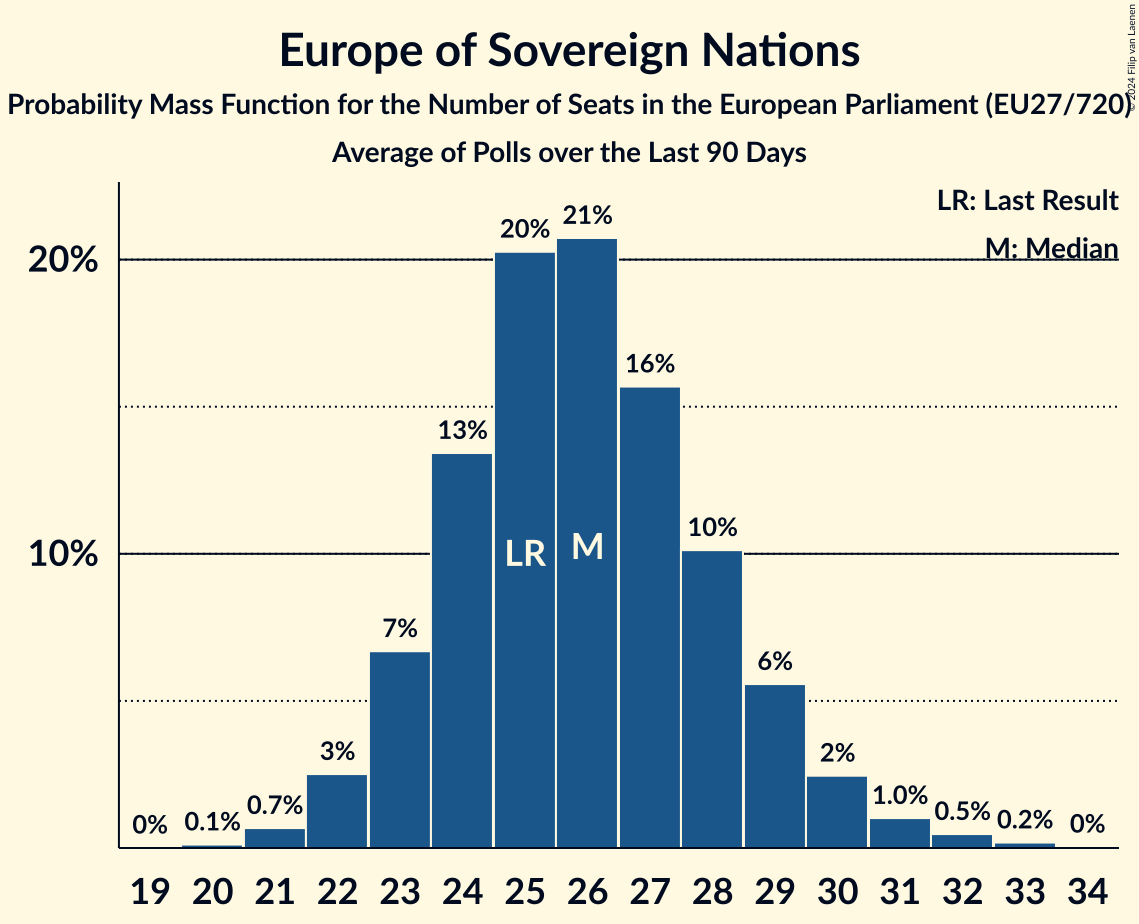 Europe of Sovereign Nations
Probability Mass Function for the Number of Seats in the European Parliament (EU27/720)
Average of Polls over the Last 90 Days
© 2024 Filip van Laenen
LR: Last Result
M: Median
20%
10%
0%
0.1%
0.7%
3%
7%
13%
20%
21%
16%
10%
6%
2%
1.0%
0.5%
0.2%
0%
LR
M
19 20 21 22 23 24 25 26 27 28 29 30 31 32 33 34